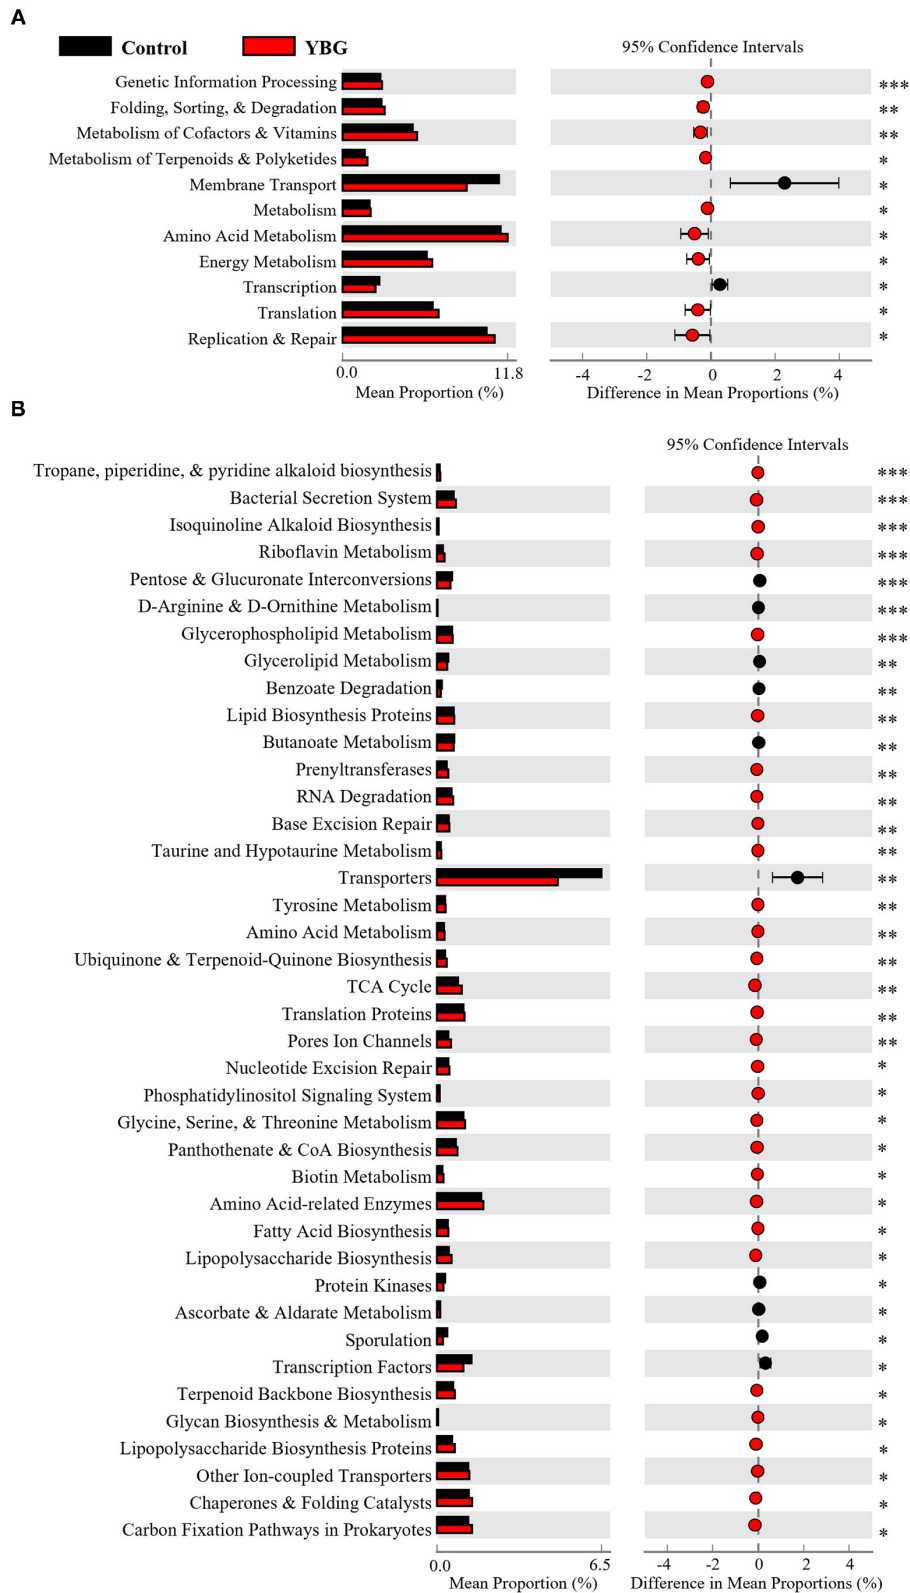 A
Control YBG 95% Confidence Intervals
Genetic Information Processing ***
Folding, Sorting, & Degradation **
Metabolism of Cofactors & Vitamins **
Metabolism of Terpenoids & Polyketides *
Membrane Transport *
Metabolism *
Amino Acid Metabolism *
Energy Metabolism *
Transcription *
Translation *
Replication & Repair *
0.0 11.8 -4 -2 0 2 4
Mean Proportion (%) Difference in Mean Proportions (%)
B
95% Confidence Intervals
Tropane, piperidine, & pyridine alkaloid biosynthesis ***
Bacterial Secretion System ***
Isoquinoline Alkaloid Biosynthesis ***
Riboflavin Metabolism ***
Pentose & Glucuronate Interconversions ***
D-Arginine & D-Ornithine Metabolism ***
Glycerophospholipid Metabolism ***
Glycerolipid Metabolism **
Benzoate Degradation **
Lipid Biosynthesis Proteins **
Butanoate Metabolism **
Prenyltransferases **
RNA Degradation **
Base Excision Repair **
Taurine and Hypotaurine Metabolism **
Transporters **
Tyrosine Metabolism **
Amino Acid Metabolism **
Ubiquinone & Terpenoid-Quinone Biosynthesis **
TCA Cycle **
Translation Proteins **
Pores Ion Channels **
Nucleotide Excision Repair *
Phosphatidylinositol Signaling System *
Glycine, Serine, & Threonine Metabolism *
Panthothenate & CoA Biosynthesis *
Biotin Metabolism *
Amino Acid-related Enzymes *
Fatty Acid Biosynthesis *
Lipopolysaccharide Biosynthesis *
Protein Kinases *
Ascorbate & Aldarate Metabolism *
Sporulation *
Transcription Factors *
Terpenoid Backbone Biosynthesis *
Glycan Biosynthesis & Metabolism *
Lipopolysaccharide Biosynthesis Proteins *
Other Ion-coupled Transporters *
Chaperones & Folding Catalysts *
Carbon Fixation Pathways in Prokaryotes *
0.0 6.5 -4 -2 0 2 4
Mean Proportion (%) Difference in Mean Proportions (%)